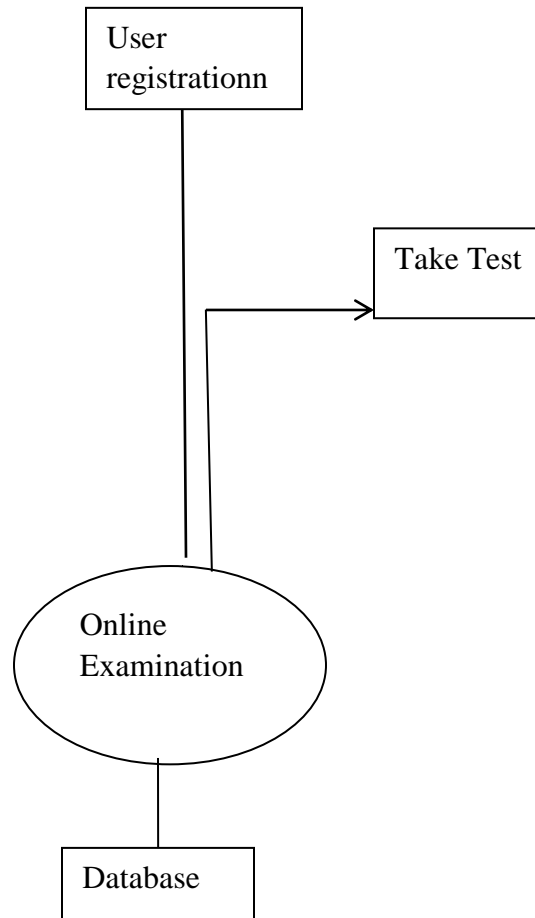 User
registrationn
Take Test
Online
Examination
Database